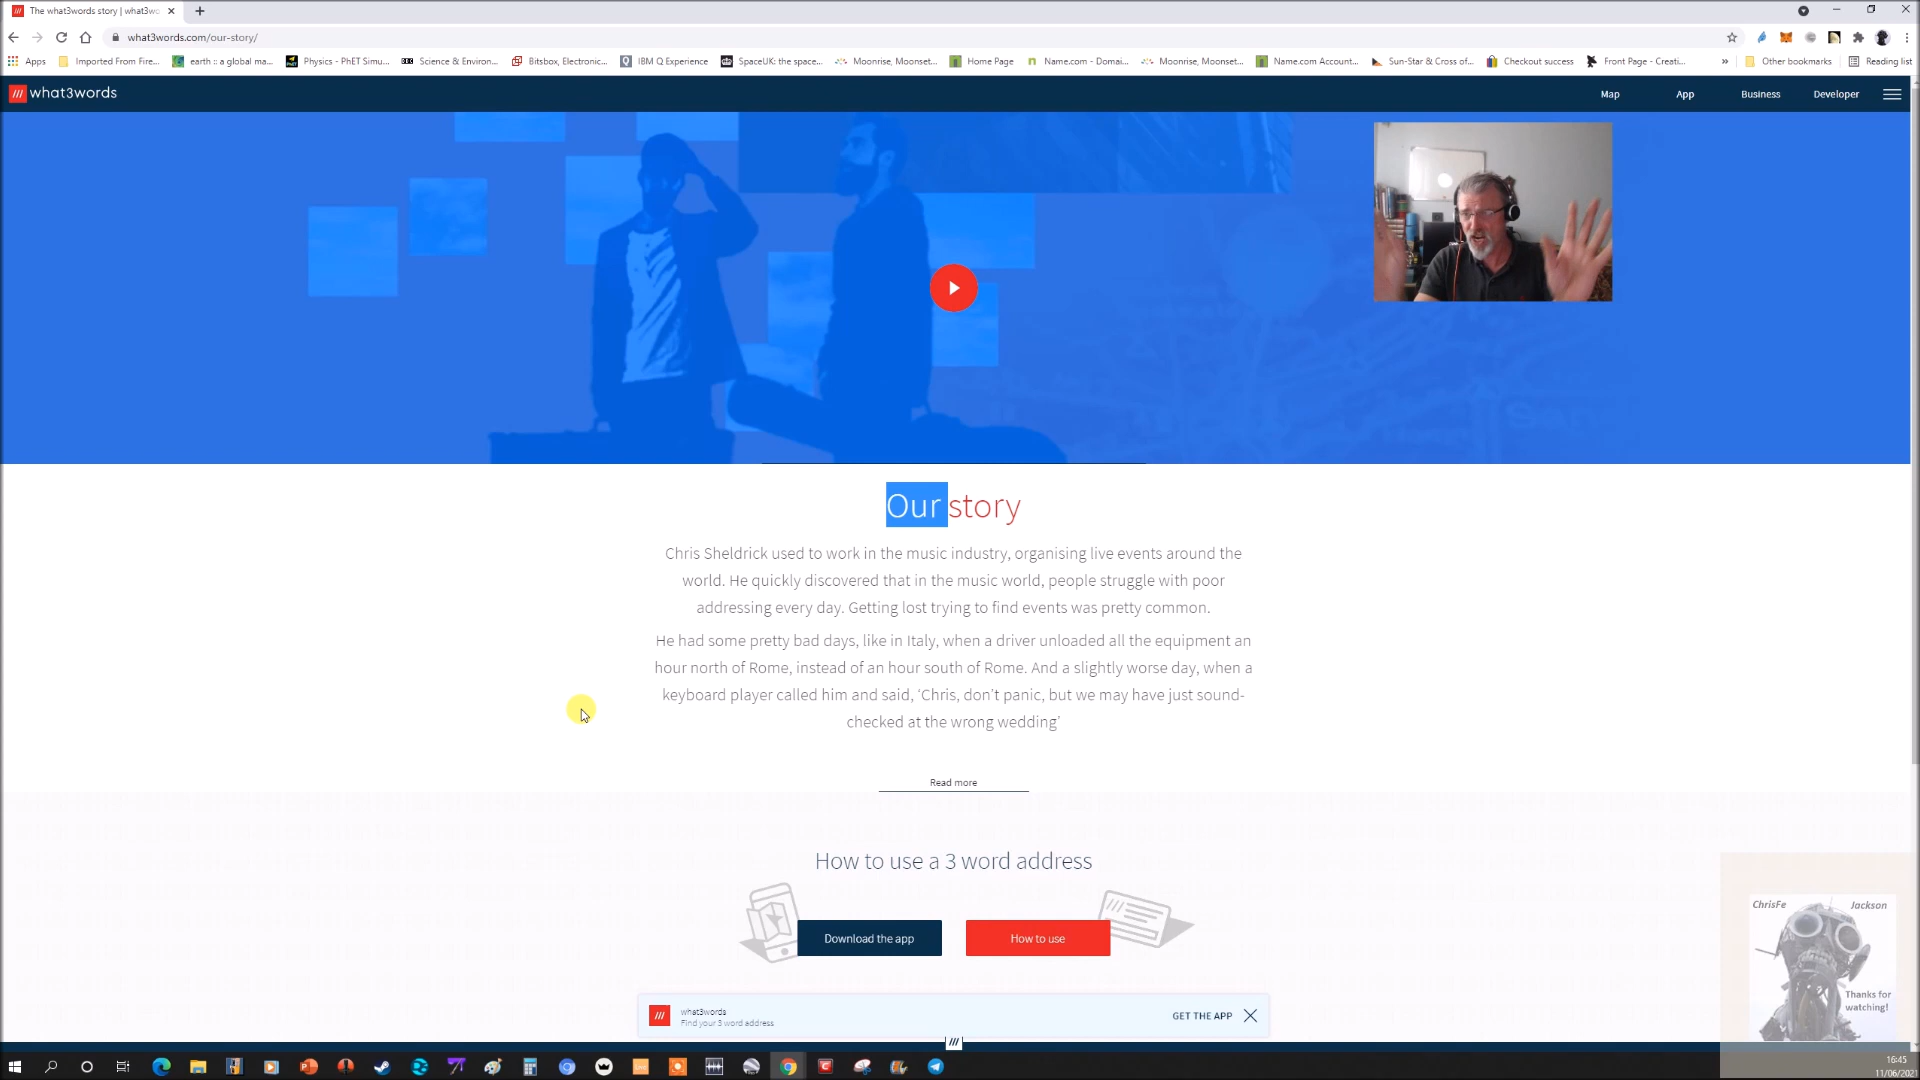 The what3words story | what3wo
what3words.com/our-story/
Apps
Imported From Fire...
earth :: a global ma...
Physics - PhET Simu...
Science & Environ...
Bitsbox, Electronic...
IBM Q Experience
SpaceUK: the space...
Moonrise, Moonset...
Home Page
Name.com - Domai...
Moonrise, Moonset...
Name.com Account...
Sun-Star & Cross of...
Checkout success
Front Page - Creati...
»
Other bookmarks
Reading list
what3words
Map
App
Business
Developer
Our story
Chris Sheldrick used to work in the music industry, organising live events around the
world. He quickly discovered that in the music world, people struggle with poor
addressing every day. Getting lost trying to find events was pretty common.
He had some pretty bad days, like in Italy, when a driver unloaded all the equipment an
hour north of Rome, instead of an hour south of Rome. And a slightly worse day, when a
keyboard player called him and said, ‘Chris, don’t panic, but we may have just sound-
checked at the wrong wedding’
Read more
How to use a 3 word address
Download the app
How to use
ChrisFe Jackson
Thanks for
watching!
what3words
Find your 3 word address
GET THE APP
16:45
11/06/2021